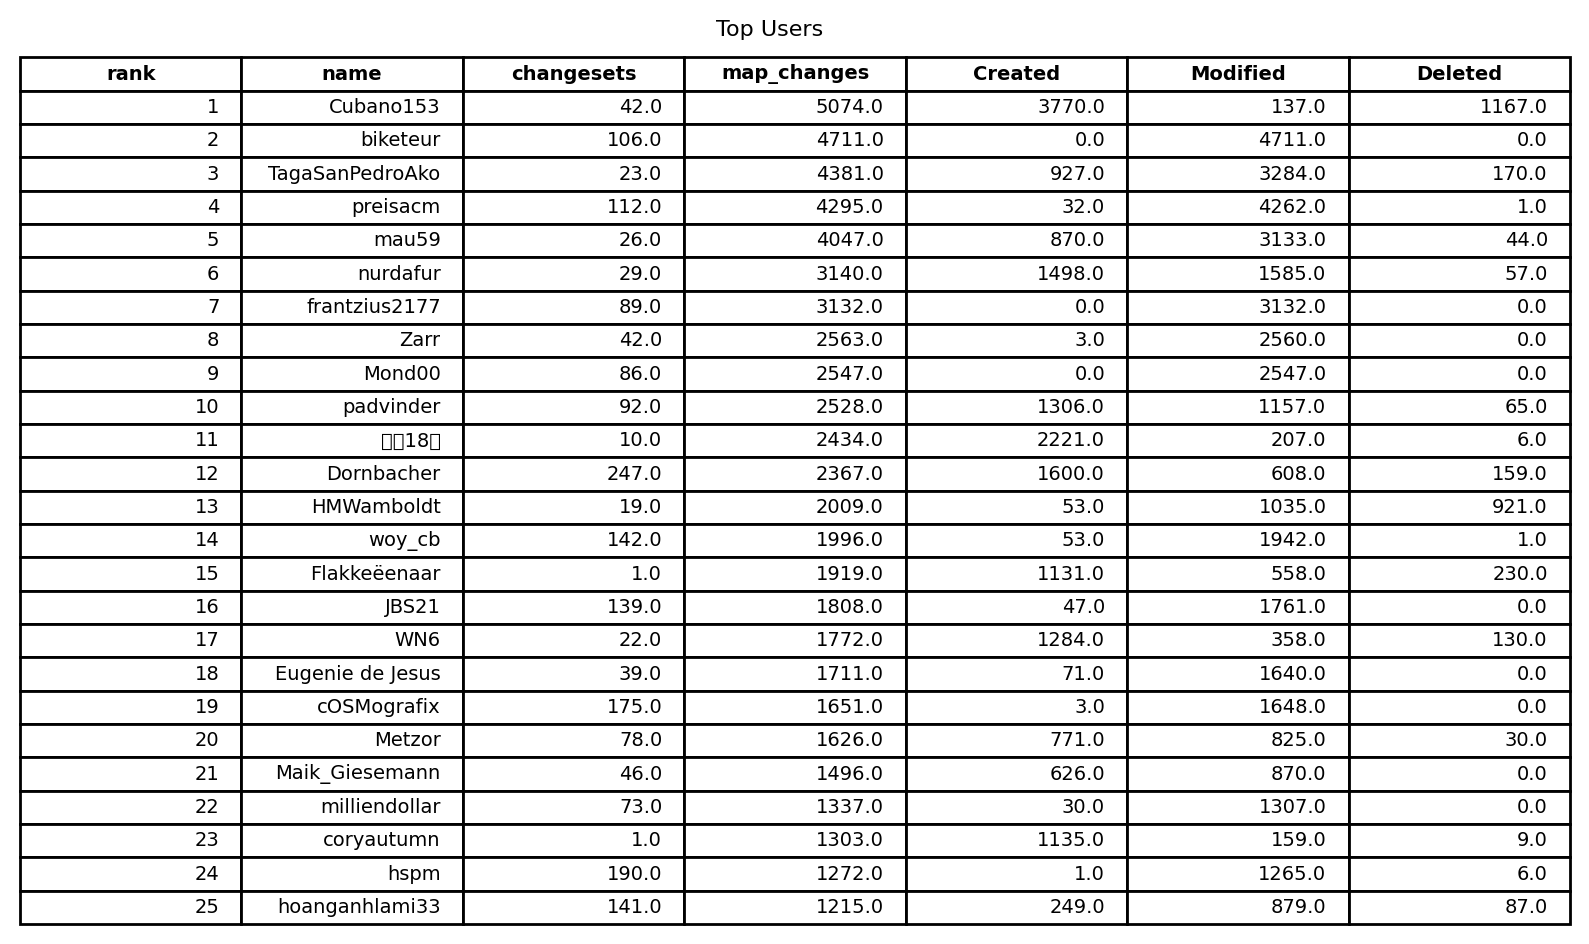 Top Users
rank name changesets map_changes Created Modified Deleted
1 Cubano153 42.0 5074.0 3770.0 137.0 1167.0
2 biketeur 106.0 4711.0 0.0 4711.0 0.0
3 TagaSanPedroAko 23.0 4381.0 927.0 3284.0 170.0
4 preisacm 112.0 4295.0 32.0 4262.0 1.0
5 mau59 26.0 4047.0 870.0 3133.0 44.0
6 nurdafur 29.0 3140.0 1498.0 1585.0 57.0
7 frantzius2177 89.0 3132.0 0.0 3132.0 0.0
8 Zarr 42.0 2563.0 3.0 2560.0 0.0
9 Mond00 86.0 2547.0 0.0 2547.0 0.0
10 padvinder 92.0 2528.0 1306.0 1157.0 65.0
11 18 10.0 2434.0 2221.0 207.0 6.0
12 Dornbacher 247.0 2367.0 1600.0 608.0 159.0
13 HMWamboldt 19.0 2009.0 53.0 1035.0 921.0
14 woy_cb 142.0 1996.0 53.0 1942.0 1.0
15 Flakkeëenaar 1.0 1919.0 1131.0 558.0 230.0
16 JBS21 139.0 1808.0 47.0 1761.0 0.0
17 WN6 22.0 1772.0 1284.0 358.0 130.0
18 Eugenie de Jesus 39.0 1711.0 71.0 1640.0 0.0
19 cOSMografix 175.0 1651.0 3.0 1648.0 0.0
20 Metzor 78.0 1626.0 771.0 825.0 30.0
21 Maik_Giesemann 46.0 1496.0 626.0 870.0 0.0
22 milliendollar 73.0 1337.0 30.0 1307.0 0.0
23 coryautumn 1.0 1303.0 1135.0 159.0 9.0
24 hspm 190.0 1272.0 1.0 1265.0 6.0
25 hoanganhlami33 141.0 1215.0 249.0 879.0 87.0